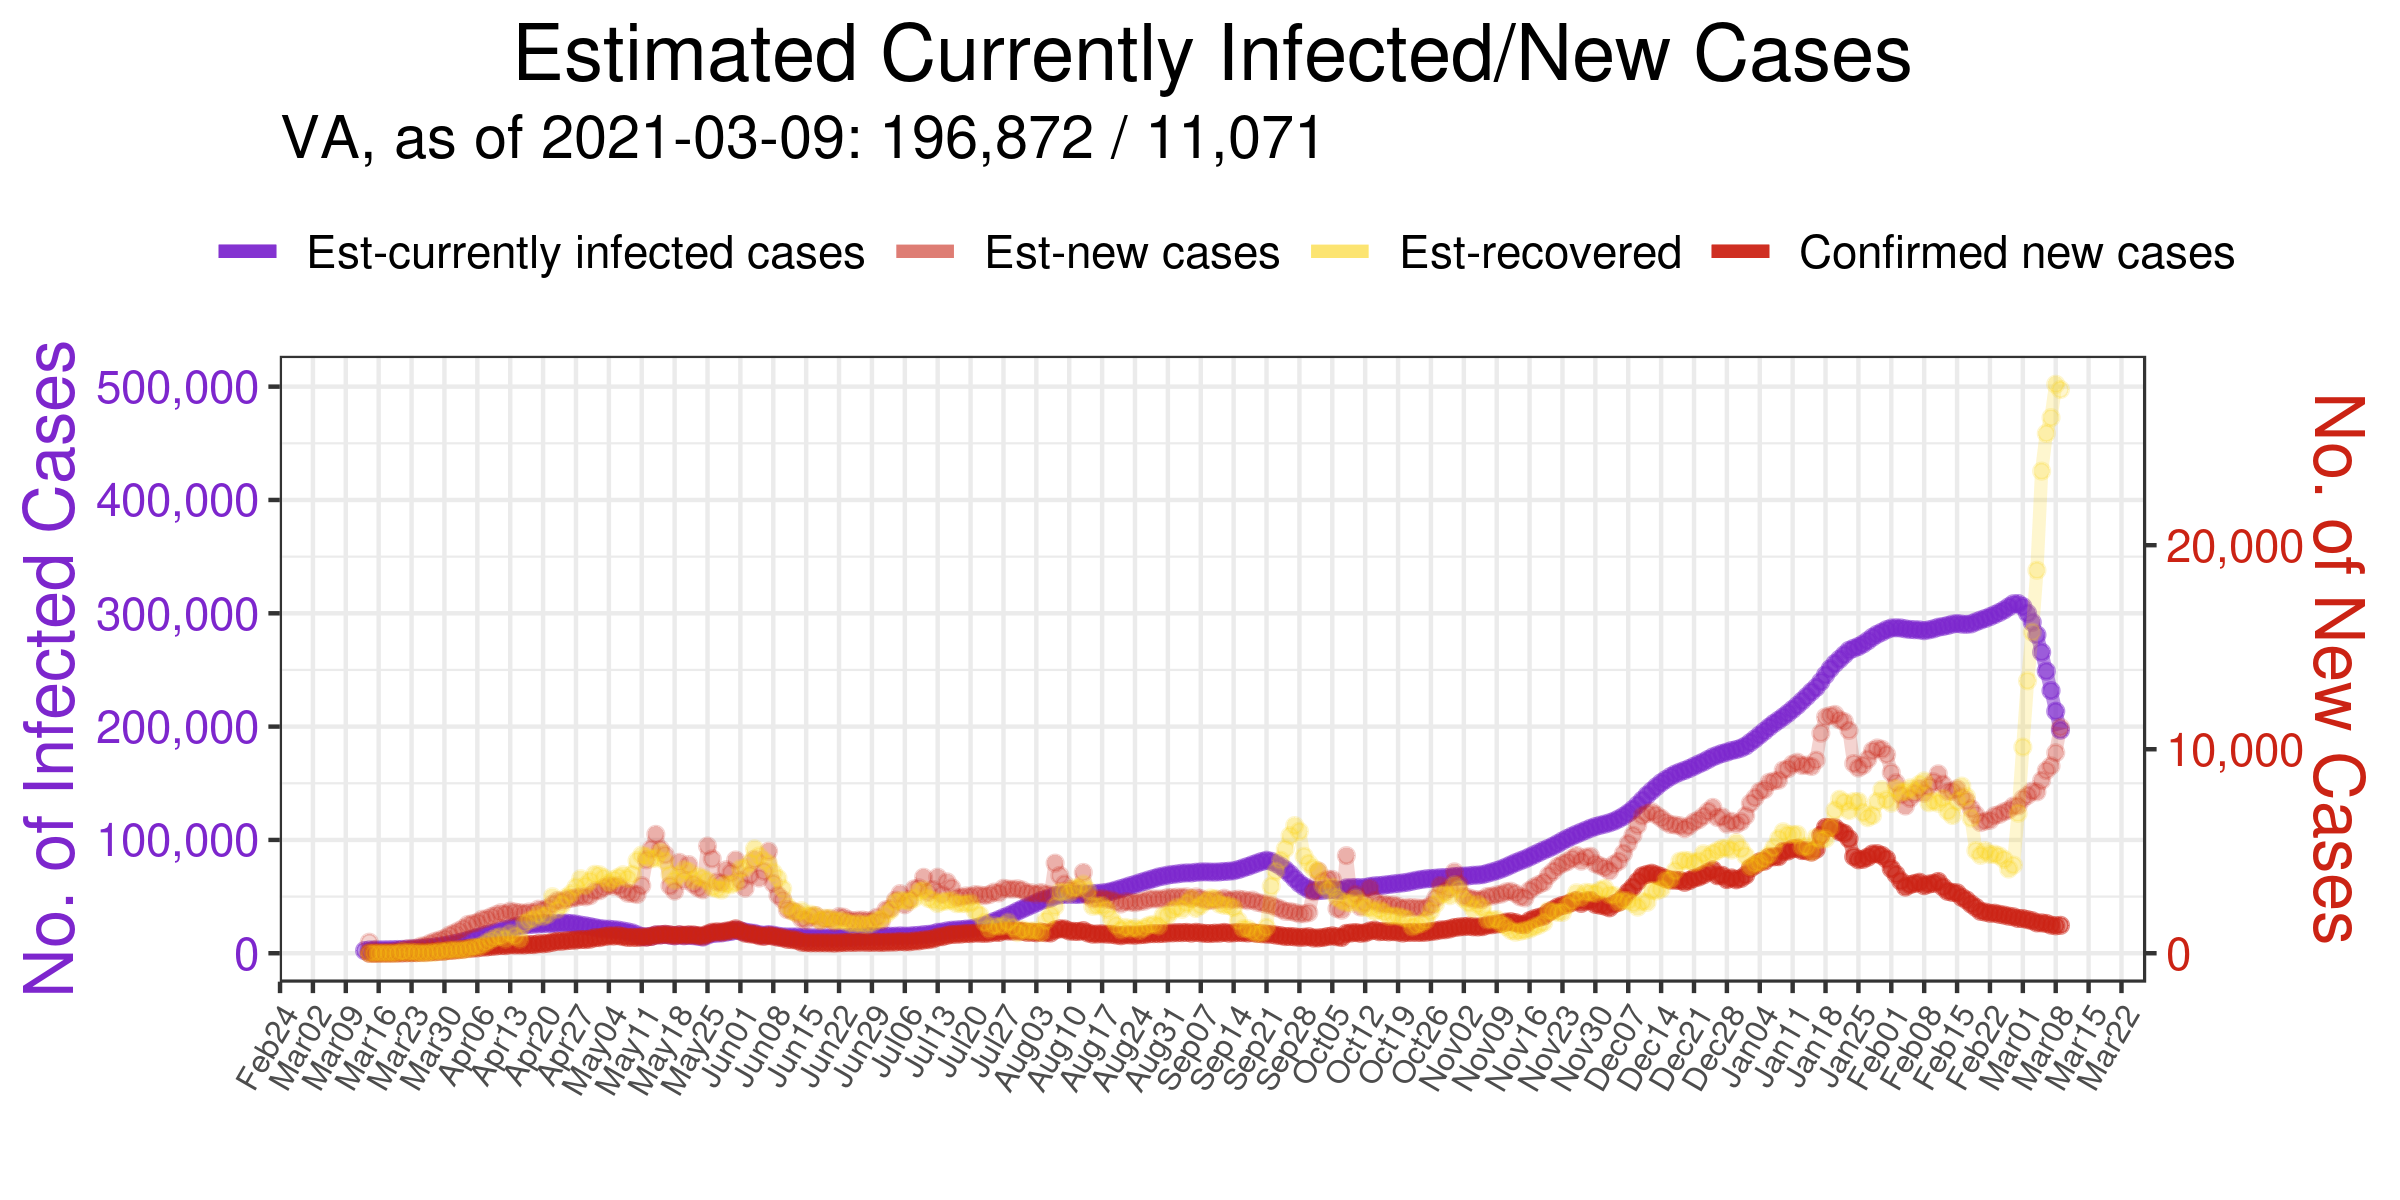 Estimated Currently Infected/New Cases
VA, as of 2021-03-09: 196,872 / 11,071
Est-currently infected cases
Est-new cases
Est-recovered
Confirmed new cases
No. of Infected Cases
500,000
400,000
300,000
200,000
100,000
0
20,000
10,000
0
No. of New Cases
Feb24
Mar02
Mar09
Mar16
Mar23
Mar30
Apr06
Apr13
Apr20
Apr27
May04
May11
May18
May25
Jun01
Jun08
Jun15
Jun22
Jun29
Jul06
Jul13
Jul20
Jul27
Aug03
Aug10
Aug17
Aug24
Aug31
Sep07
Sep14
Sep21
Sep28
Oct05
Oct12
Oct19
Oct26
Nov02
Nov09
Nov16
Nov23
Nov30
Dec07
Dec14
Dec21
Dec28
Jan04
Jan11
Jan18
Jan25
Feb01
Feb08
Feb15
Feb22
Mar01
Mar08
Mar15
Mar22